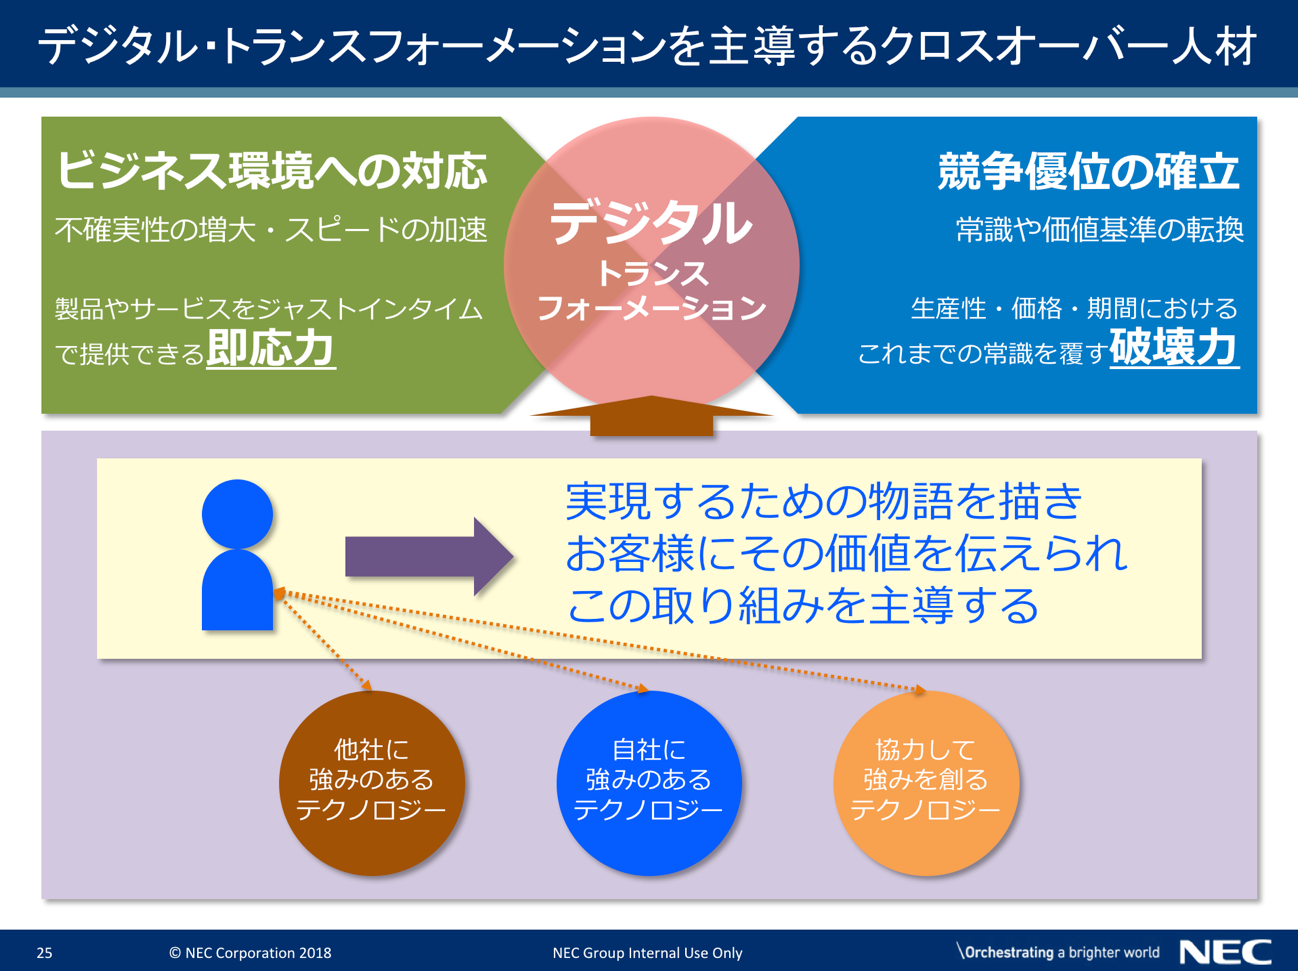 デジタル・トランスフォーメーションを主導するクロスオーバー人材
ビジネス環境への対応
不確実性の増大・スピードの加速
製品やサービスをジャストインタイム
で提供できる即応力
デジタル
トランス
フォーメーション
競争優位の確立
常識や価値基準の転換
生産性・価格・期間における
これまでの常識を覆す破壊力
実現するための物語を描き
お客様にその価値を伝えられ
この取り組みを主導する
他社に
強みのある
テクノロジー
自社に
強みのある
テクノロジー
協力して
強みを創る
テクノロジー
25
© NEC Corporation 2018
NEC Group Internal Use Only
\Orchestrating a brighter world
NEC